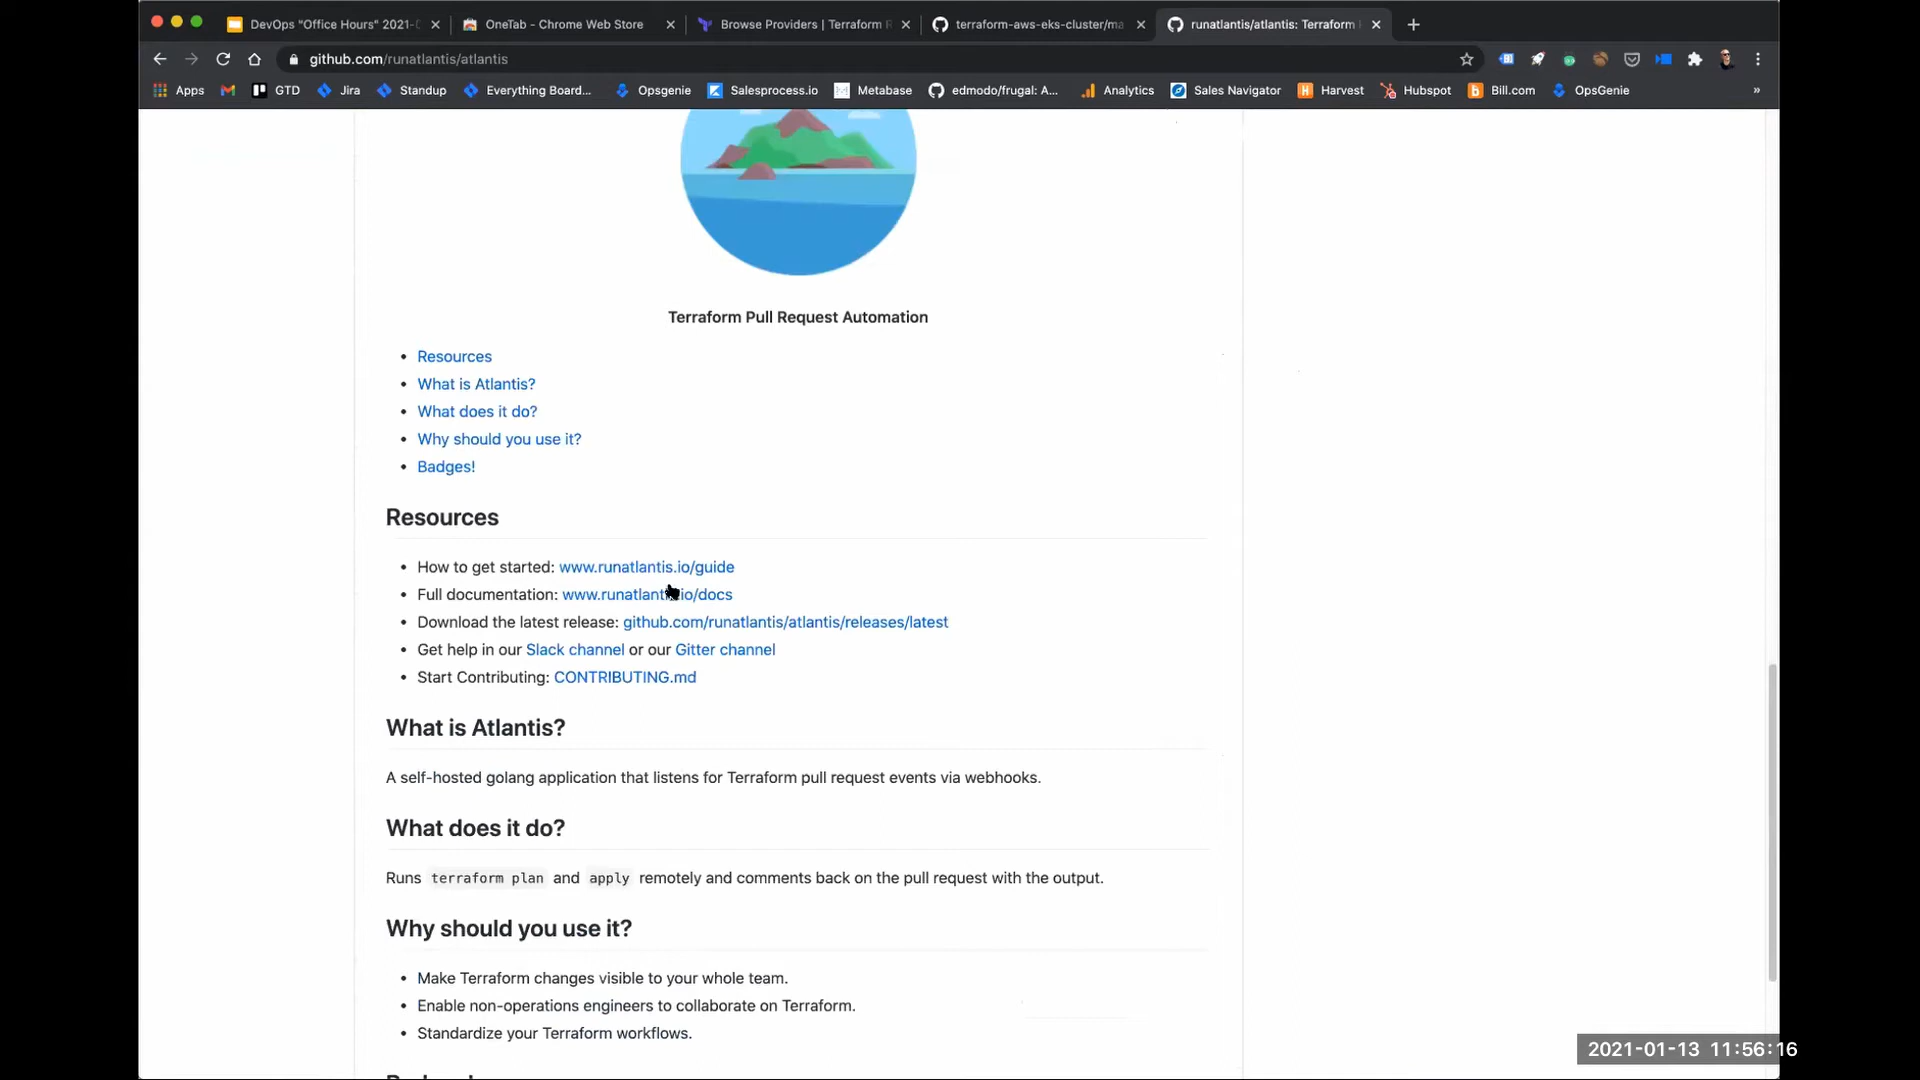 DevOps "Office Hours" 2021-
OneTab - Chrome Web Store
Browse Providers | Terraform R
terraform-aws-eks-cluster/ma
runatlantis/atlantis: Terraform
github.com/runatlantis/atlantis
Apps
GTD
Jira
Standup
Everything Board...
Opsgenie
Salesprocess.io
Metabase
edmodo/frugal: A...
Analytics
Sales Navigator
Harvest
Hubspot
Bill.com
OpsGenie
»
Terraform Pull Request Automation
• Resources
• What is Atlantis?
• What does it do?
• Why should you use it?
• Badges!
Resources
• How to get started: www.runatlantis.io/guide
• Full documentation: www.runatlantis.io/docs
• Download the latest release: github.com/runatlantis/atlantis/releases/latest
• Get help in our Slack channel or our Gitter channel
• Start Contributing: CONTRIBUTING.md
What is Atlantis?
A self-hosted golang application that listens for Terraform pull request events via webhooks.
What does it do?
Runs terraform plan and apply remotely and comments back on the pull request with the output.
Why should you use it?
• Make Terraform changes visible to your whole team.
• Enable non-operations engineers to collaborate on Terraform.
• Standardize your Terraform workflows.
2021-01-13 11:56:16